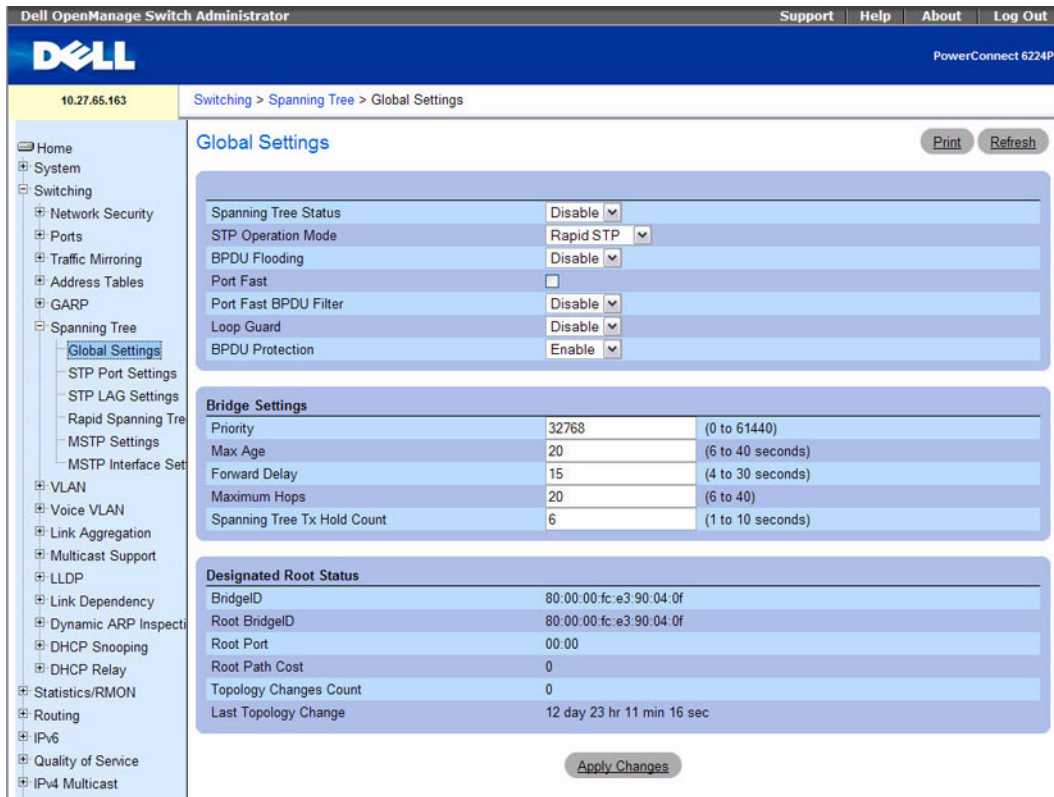 Dell OpenManage Switch Administrator
Support | Help | About | Log Out
DELL
PowerConnect 6224P
10.27.65.163
Switching > Spanning Tree > Global Settings
Home
System
Switching
Network Security
Ports
Traffic Mirroring
Address Tables
GARP
Spanning Tree
Global Settings
STP Port Settings
STP LAG Settings
Rapid Spanning Tre
MSTP Settings
MSTP Interface Set
VLAN
Voice VLAN
Link Aggregation
Multicast Support
LLDP
Link Dependency
Dynamic ARP Inspecti
DHCP Snooping
DHCP Relay
Statistics/RMON
Routing
IPv6
Quality of Service
IPv4 Multicast
Global Settings
Print Refresh
Spanning Tree Status Disable
STP Operation Mode Rapid STP
BPDU Flooding Disable
Port Fast
Port Fast BPDU Filter Disable
Loop Guard Disable
BPDU Protection Enable
Bridge Settings
Priority 32768 (0 to 61440)
Max Age 20 (6 to 40 seconds)
Forward Delay 15 (4 to 30 seconds)
Maximum Hops 20 (6 to 40)
Spanning Tree Tx Hold Count 6 (1 to 10 seconds)
Designated Root Status
BridgeID 80:00:00:fc:e3:90:04:0f
Root BridgeID 80:00:00:fc:e3:90:04:0f
Root Port 00:00
Root Path Cost 0
Topology Changes Count 0
Last Topology Change 12 day 23 hr 11 min 16 sec
Apply Changes